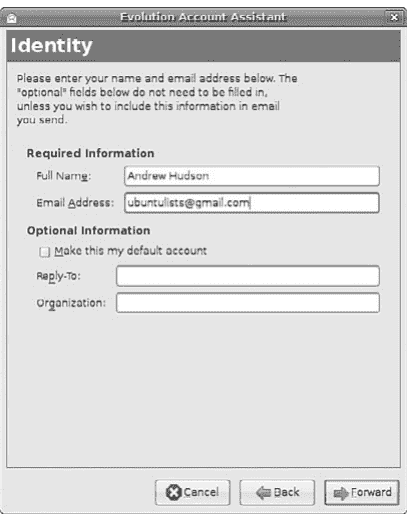 Evolution Account Assistant
Identity
Please enter your name and email address below. The
"optional" fields below do not need to be filled in,
unless you wish to include this information in email
you send.
Required Information
Full Name: Andrew Hudson
Email Address: ubuntulists@gmail.com
Optional Information
Make this my default account
Reply-To:
Organization:
Cancel Back Forward